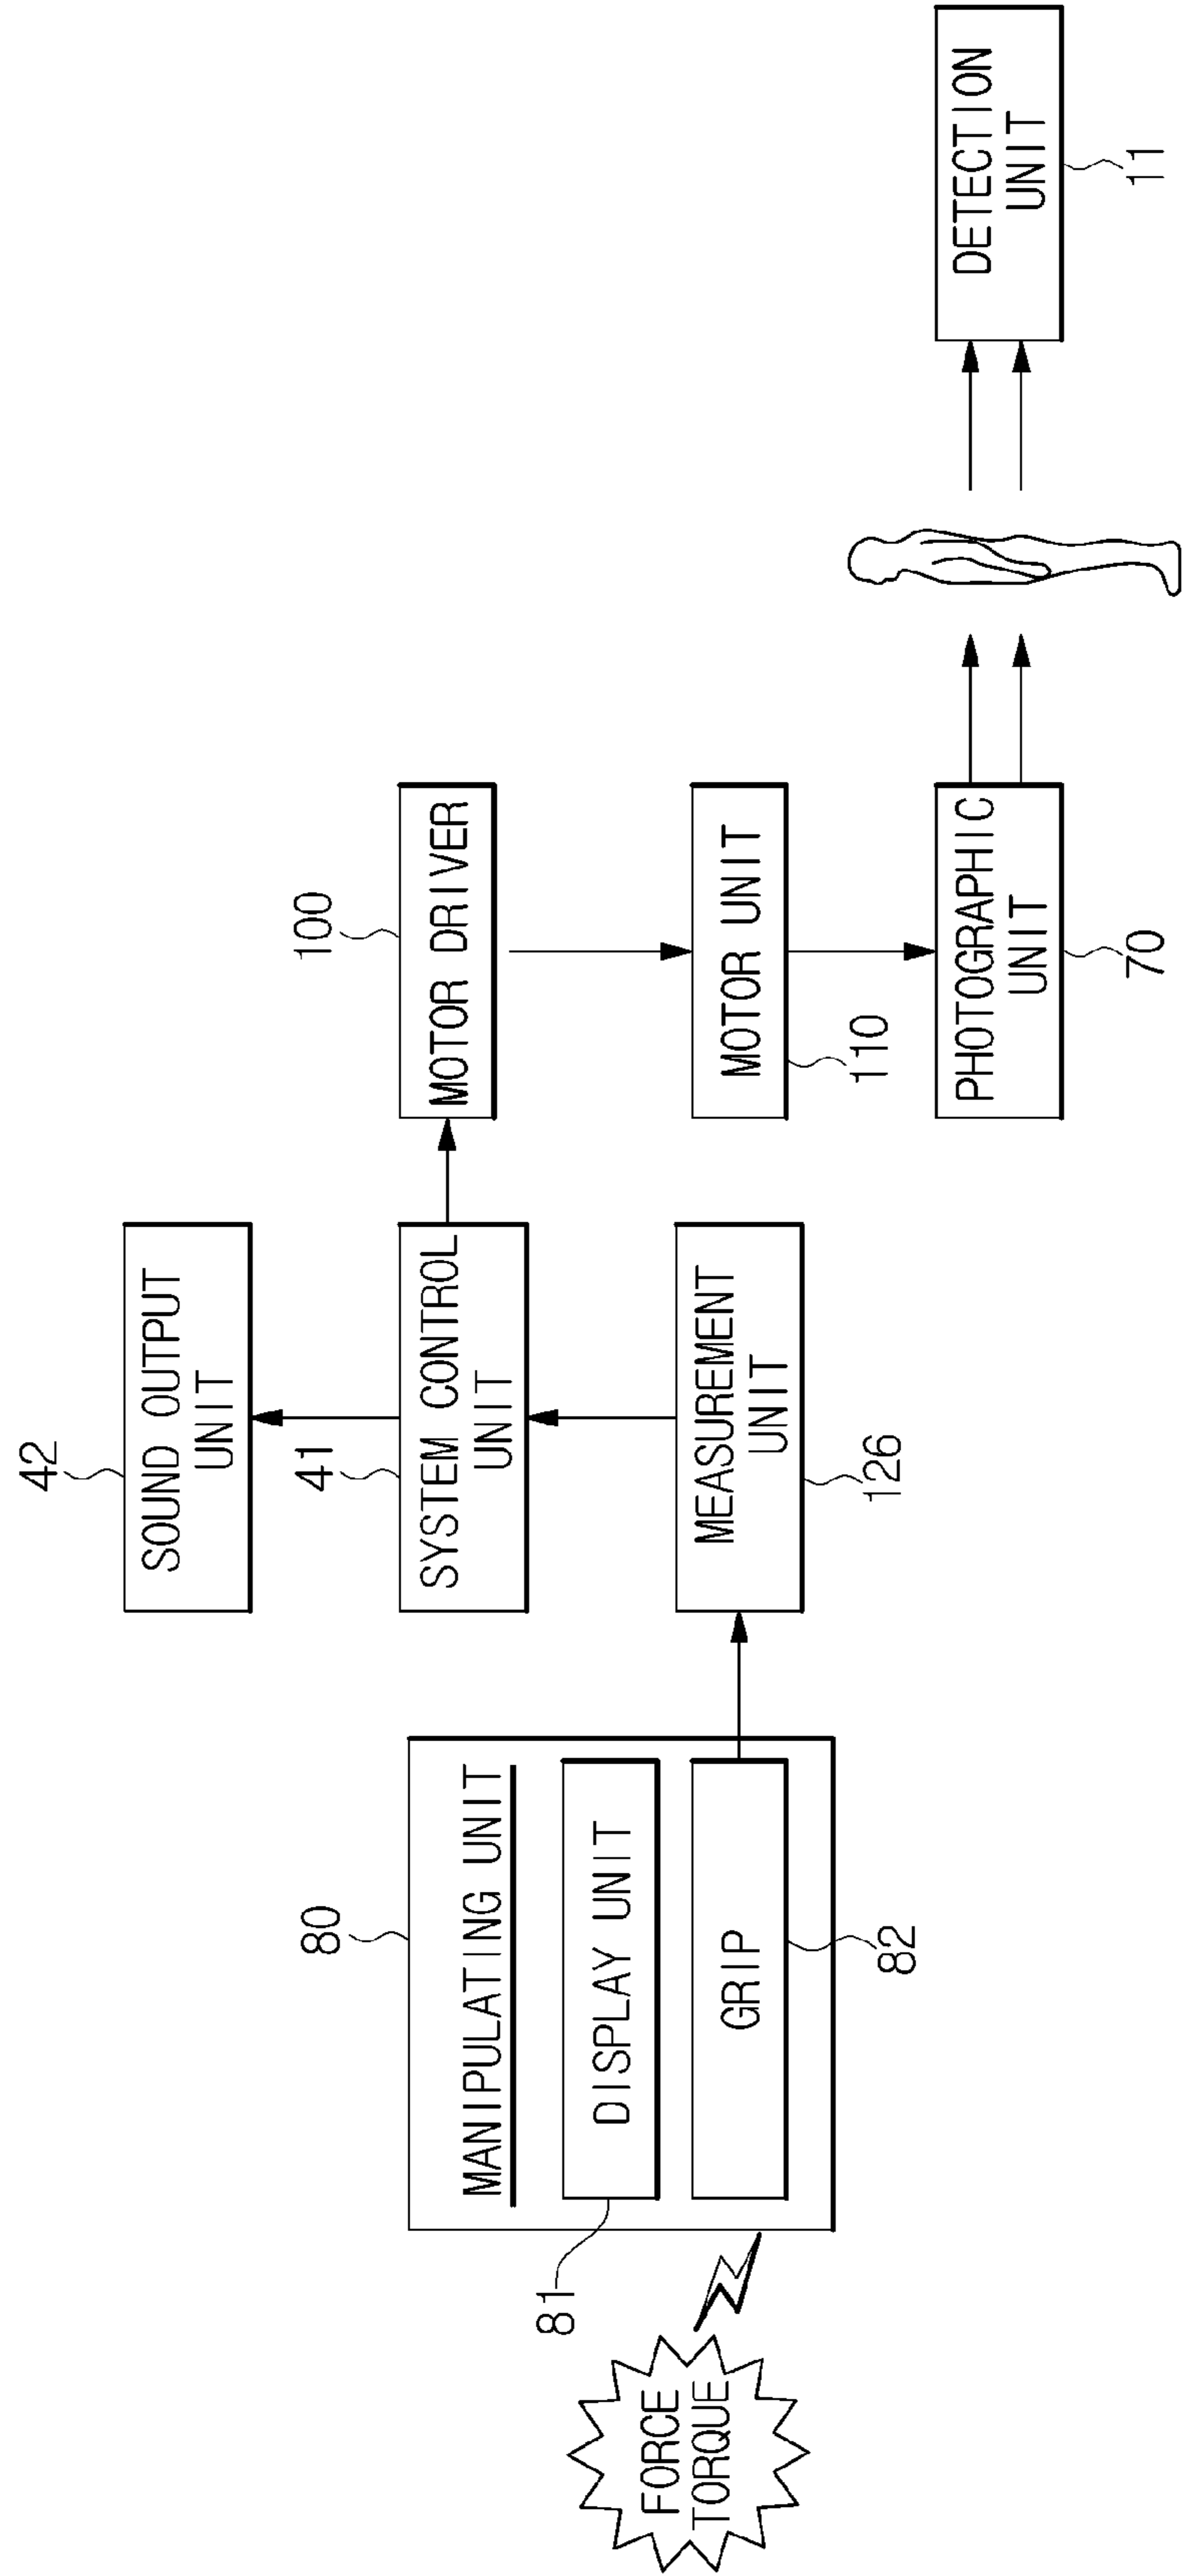 42
SOUND OUTPUT
UNIT
41
SYSTEM CONTROL
UNIT
100
MOTOR DRIVER
80
MANIPULATING UNIT
81
DISPLAY UNIT
GRIP
82
FORCE
TORQUE
MEASUREMENT
UNIT
126
MOTOR UNIT
110
PHOTOGRAPHIC
UNIT
70
DETECTION
UNIT
11